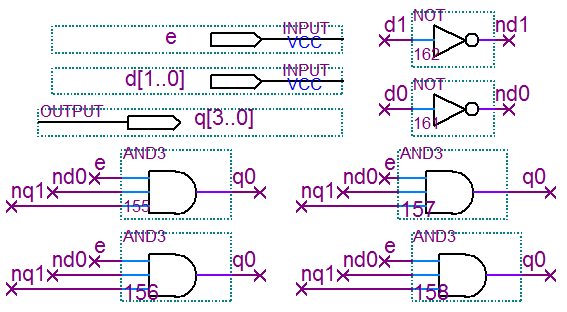 e INPUT VCC
d[1..0] INPUT VCC
OUTPUT q[3..0]
d1 NOT nd1
162
d0 NOT nd0
161
AND3
e
nd0
nq1
q0
155
AND3
e
nd0
nq1
q0
157
AND3
e
nd0
nq1
q0
156
AND3
e
nd0
nq1
q0
158